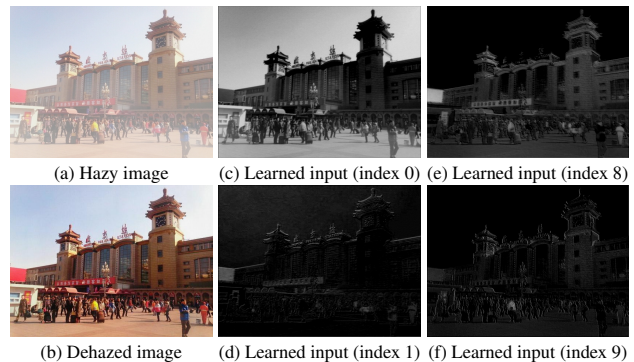 (a) Hazy image
(c) Learned input (index 0)
(e) Learned input (index 8)
(b) Dehazed image
(d) Learned input (index 1)
(f) Learned input (index 9)